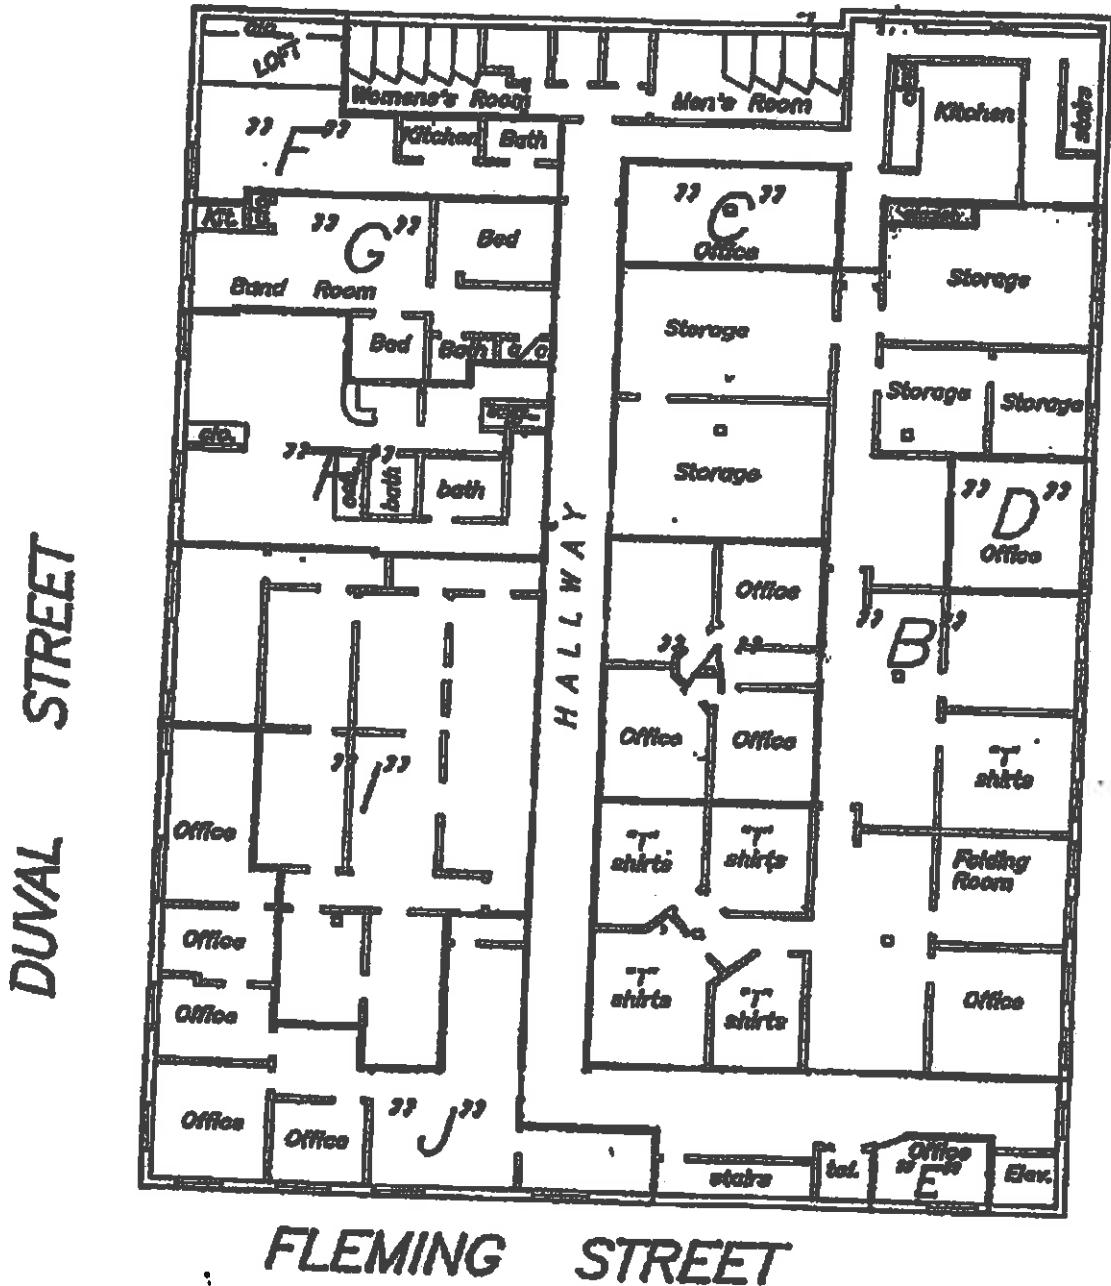 clo.
LOFT
Womens's Room
Men's Room
Kitchen
stairs
"F"
Kitchen
Bath
"C"
Office
Kit.
"G"
Bed
Band Room
Storage
Storage
Bed
Bath
Storage
Storage
clo.
"H"
bath
bath
Storage
"D"
Office
HALLWAY
Office
"A"
"B"
Office
Office
"T"
shirts
"I"
Office
"T"
shirts
"T"
shirts
Folding
Room
Office
"T"
shirts
"T"
shirts
Office
Office
Office
Office
"J"
stairs
Office
"E"
Elev.
DUVAL STREET
FLEMING STREET